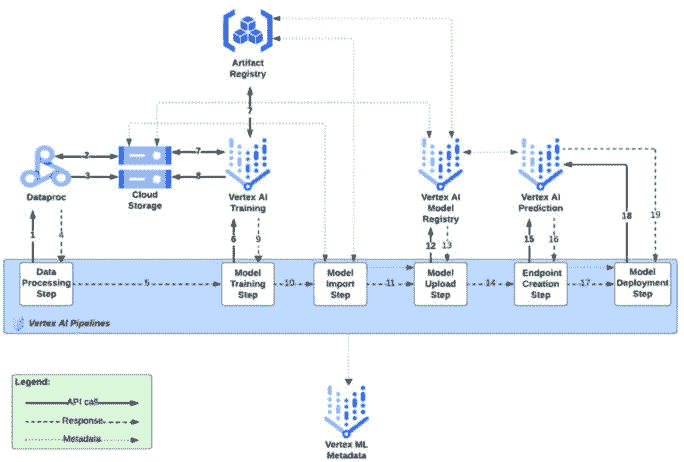 Artifact
Registry
7
2
7
3
8
Dataproc
Cloud
Storage
Vertex AI
Training
Vertex AI
Model
Registry
Vertex AI
Prediction
1
4
6
9
12
13
15
16
18
19
Data
Processing
Step
5
Model
Training
Step
10
Model
Import
Step
11
Model
Upload
Step
14
Endpoint
Creation
Step
17
Model
Deployment
Step
Vertex AI Pipelines
Legend:
API call
Response
Metadata
Vertex ML
Metadata